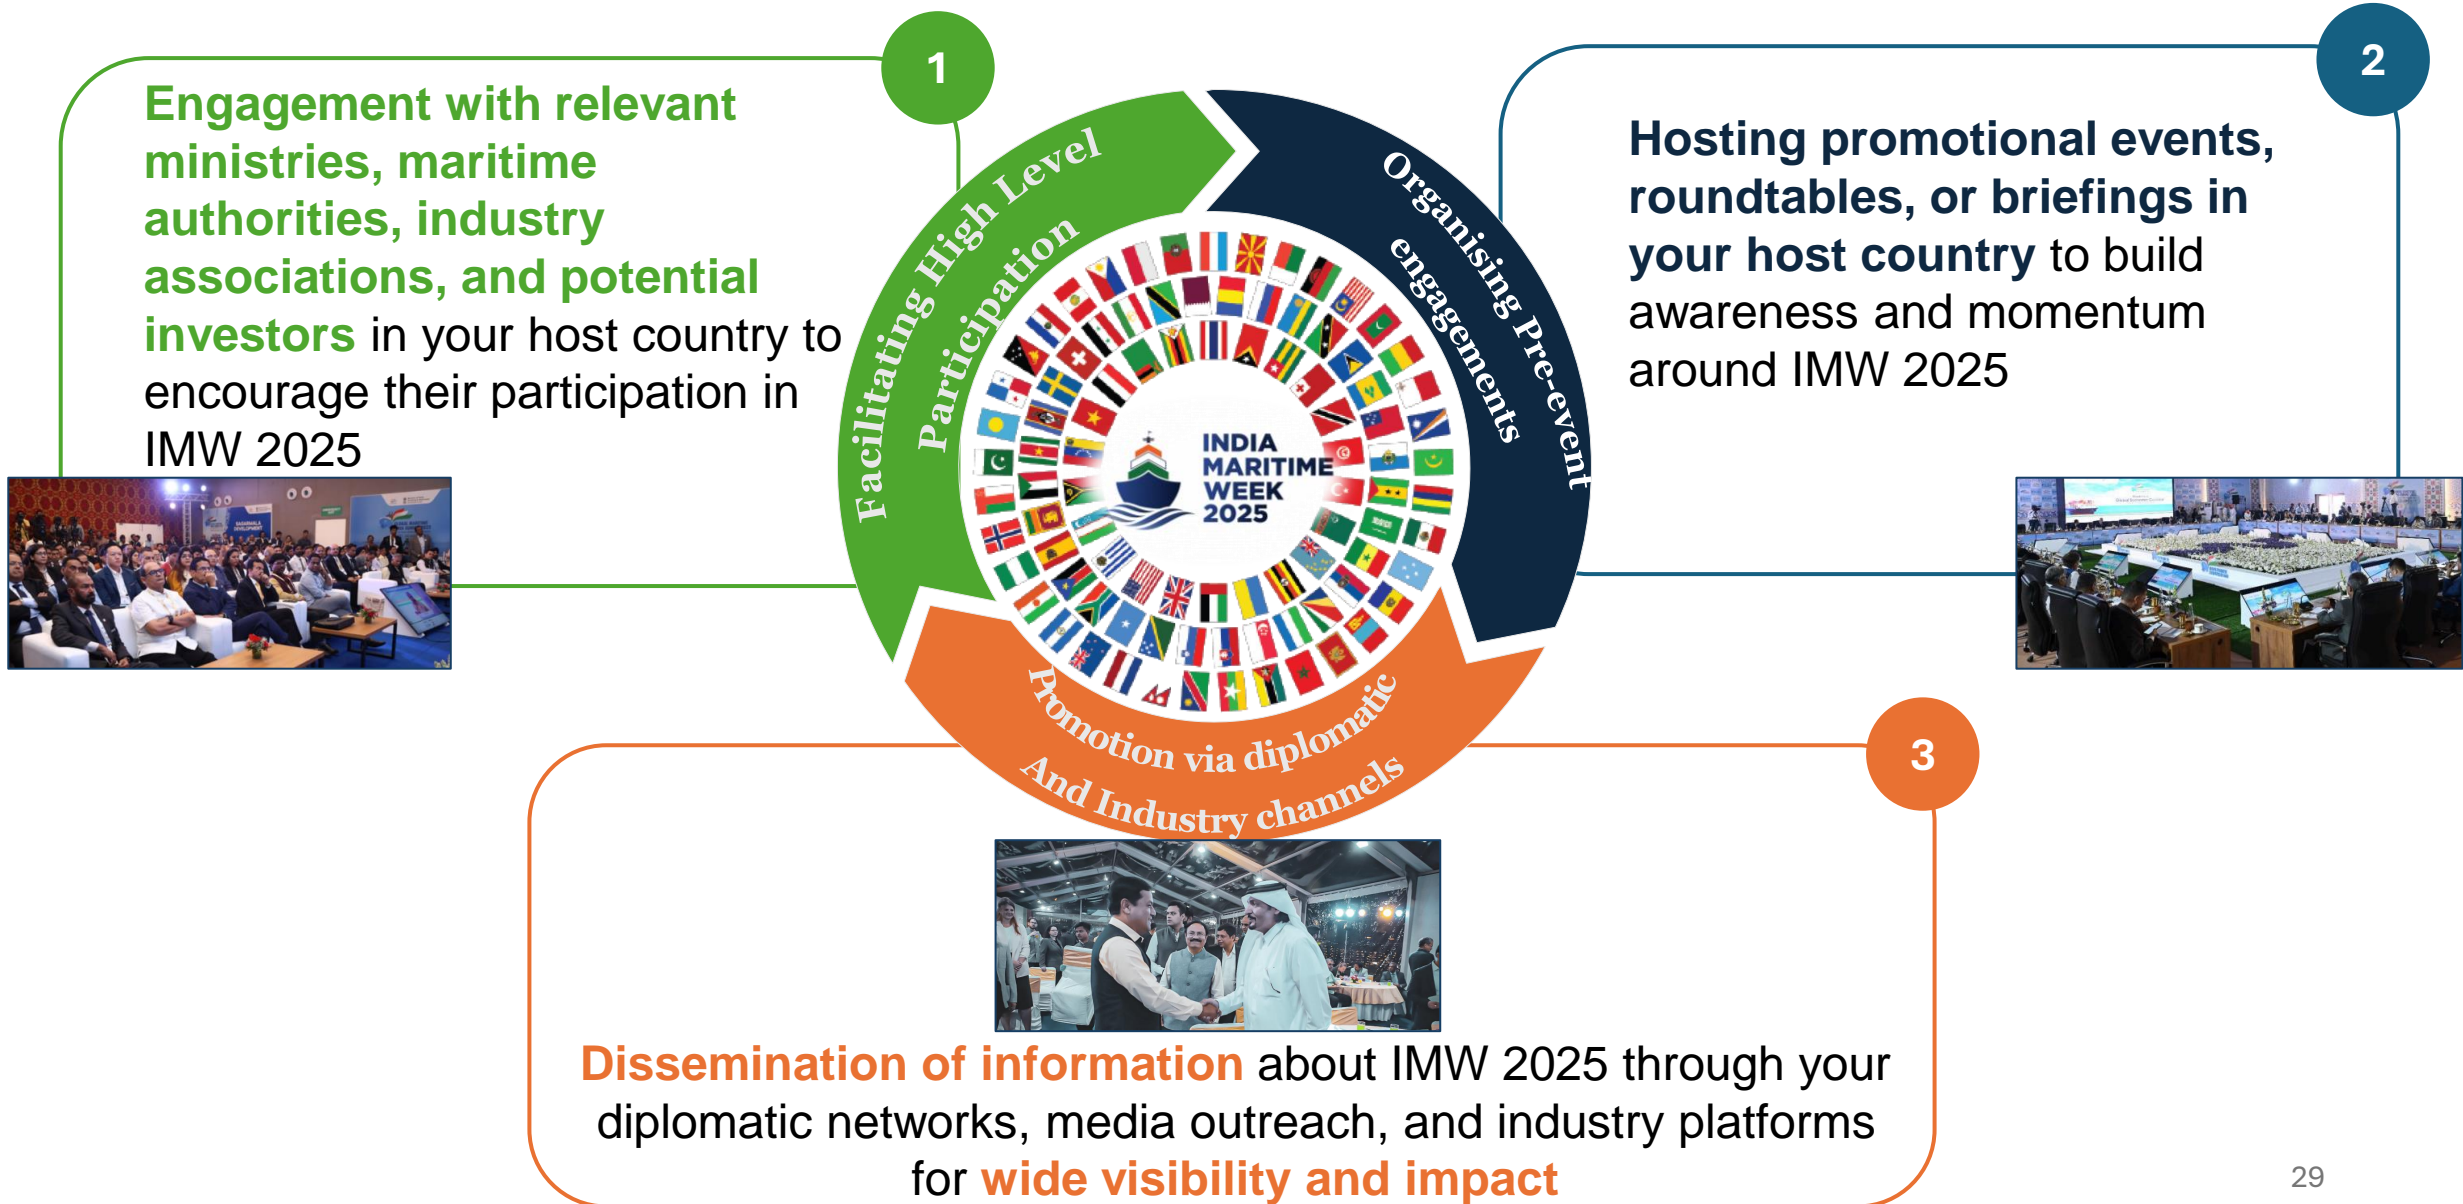 1
Engagement with relevant
ministries, maritime
authorities, industry
associations, and potential
investors in your host country to
encourage their participation in
IMW 2025
2
Hosting promotional events,
roundtables, or briefings in
your host country to build
awareness and momentum
around IMW 2025
Facilitating High Level
Participation
Organising Pre-event
engagements
INDIA
MARITIME
WEEK
2025
Promotion via diplomatic
And Industry channels
SAGARMALA
DEVELOPMENT
3
Dissemination of information about IMW 2025 through your
diplomatic networks, media outreach, and industry platforms
for wide visibility and impact
29